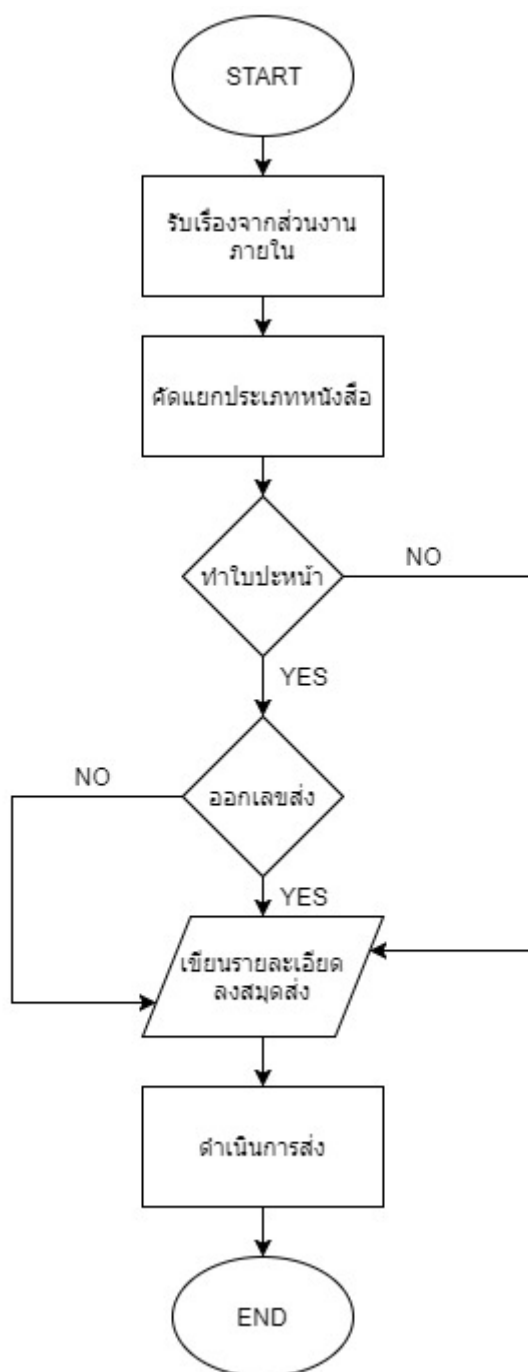 START
รับเรื่องจากส่วนงาน
ภายใน
คัดแยกประเภทหนังสือ
ทำใบปะหน้า
NO
YES
NO
ออกเลขส่ง
YES
เขียนรายละเอียด
ลงสมุดส่ง
ดำเนินการส่ง
END